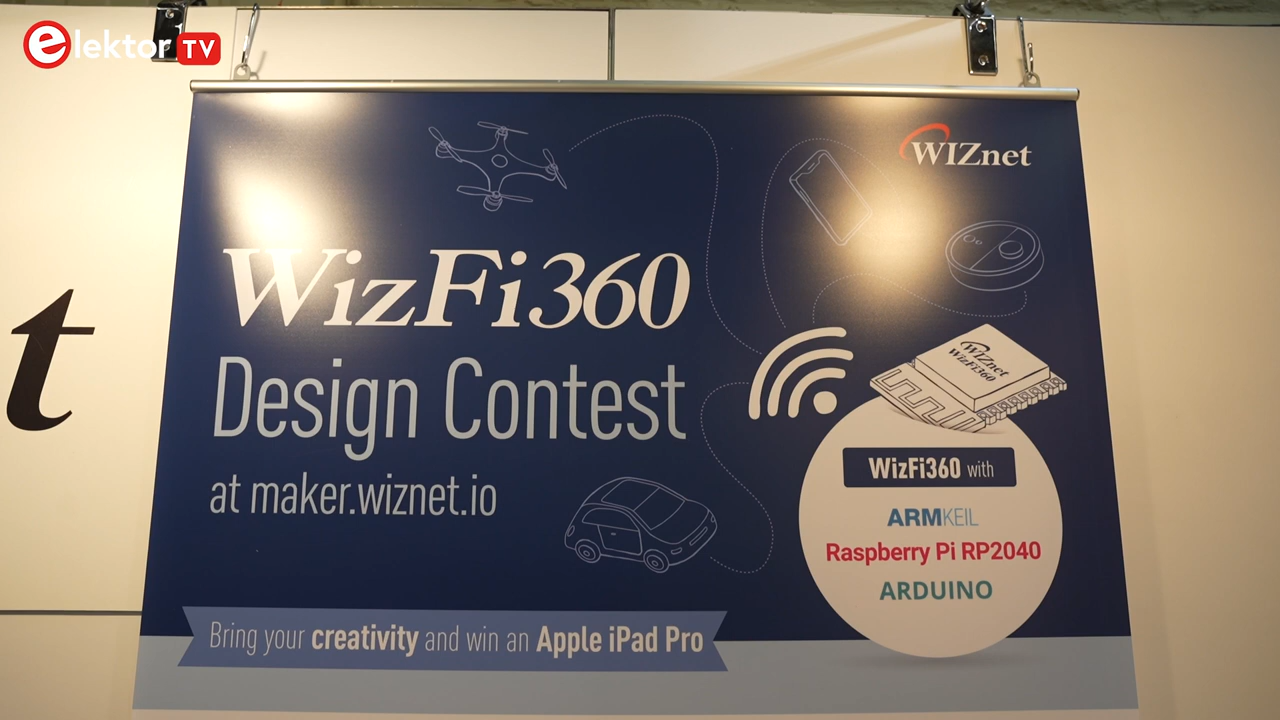 elektor TV
WIZnet
WizFi360
Design Contest
at maker.wiznet.io
WIZnet
WizFi360
WizFi360 with
ARMKEIL
Raspberry Pi RP2040
ARDUINO
Bring your creativity and win an Apple iPad Pro
t